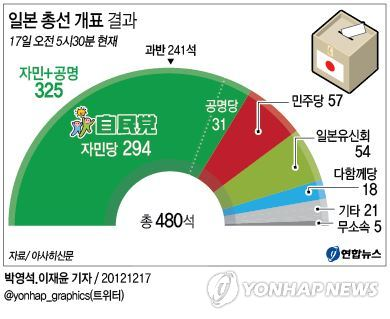 일본 총선 개표 결과
17일 오전 5시30분 현재
과반 241석
자민+공명
325
自民党
자민당 294
공명당
31
민주당 57
일본유신회
54
다함께당
18
기타 21
무소속 5
총 480석
자료/ 아사히신문
연합뉴스
박영석.이재윤 기자 / 20121217
@yonhap_graphics(트위터)
YONHAP NEWS